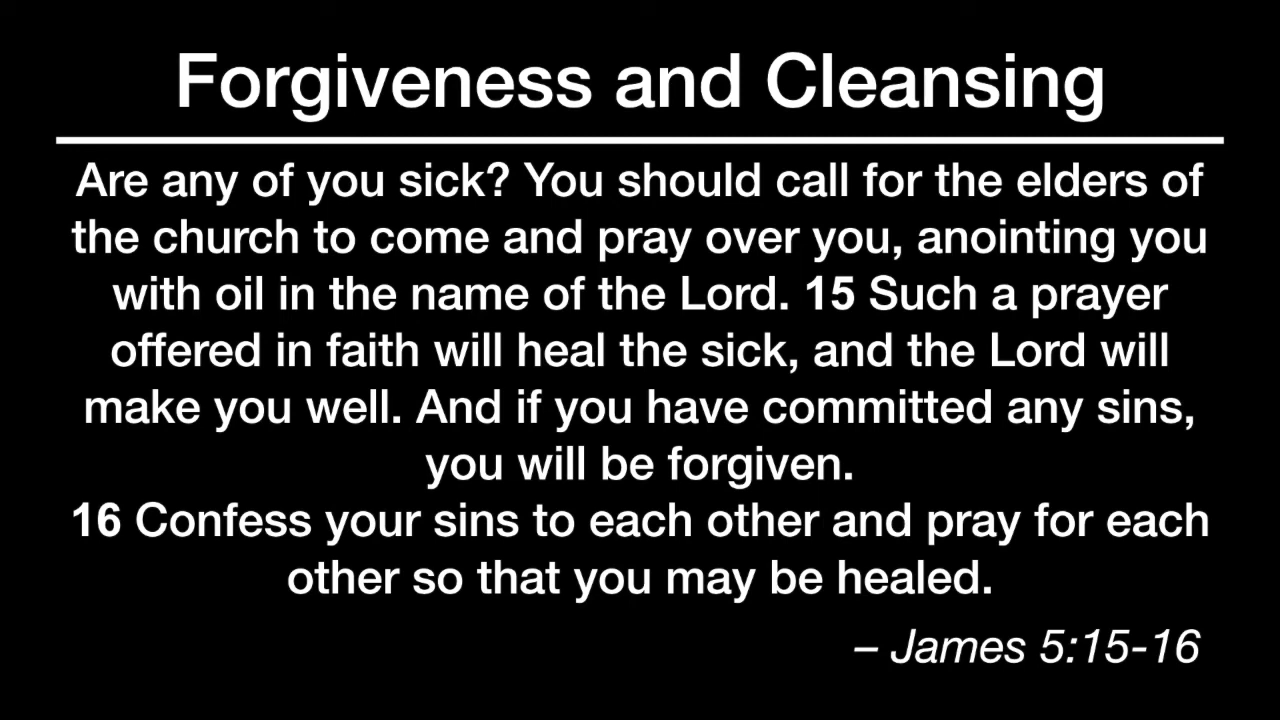 Forgiveness and Cleansing
Are any of you sick? You should call for the elders of
the church to come and pray over you, anointing you
with oil in the name of the Lord. 15 Such a prayer
offered in faith will heal the sick, and the Lord will
make you well. And if you have committed any sins,
you will be forgiven.
16 Confess your sins to each other and pray for each
other so that you may be healed.
– James 5:15-16